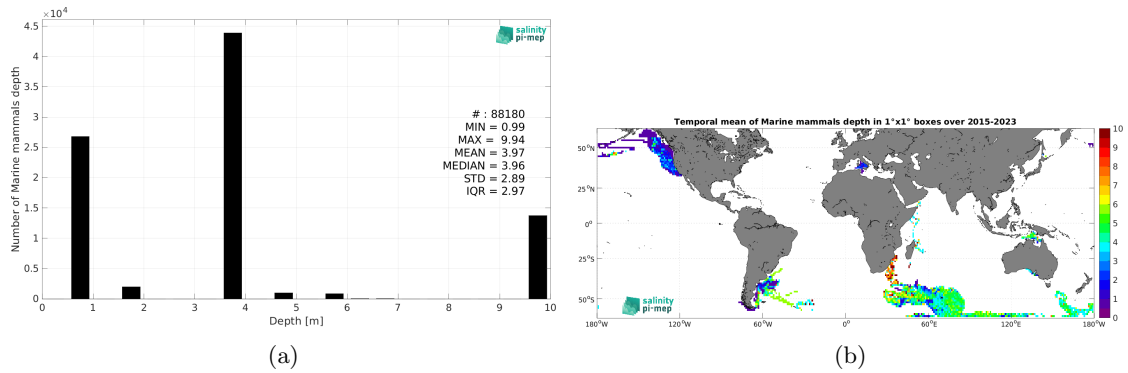 ×10⁴
4.5
4
3.5
3
2.5
2
1.5
1
0.5
0
Number of Marine mammals depth
salinity
pi-mep
# : 88180
MIN = 0.99
MAX = 9.94
MEAN = 3.97
MEDIAN = 3.96
STD = 2.89
IQR = 2.97
0 1 2 3 4 5 6 7 8 9 10
Depth [m]
(a)
Temporal mean of Marine mammals depth in 1°x1° boxes over 2015-2023
50°N
25°N
0°
25°S
50°S
salinity
pi-mep
180°W 120°W 60°W 0° 60°E 120°E 180°W
10
9
8
7
6
5
4
3
2
1
0
(b)